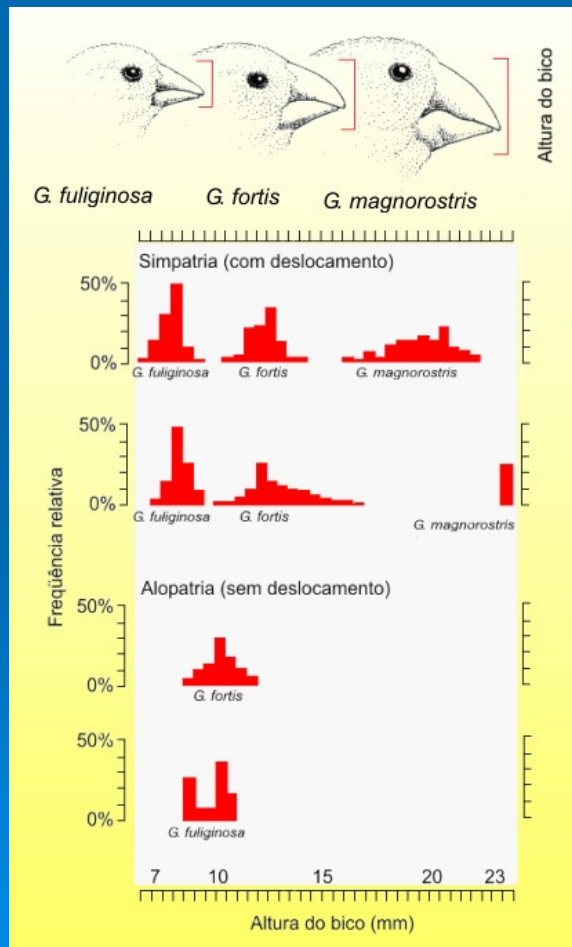 Altura do bico
G. fuliginosa G. fortis G. magnorostris
Simpatria (com deslocamento)
50%
0%
G. fuliginosa G. fortis G. magnorostris
50%
0%
G. fuliginosa G. fortis G. magnorostris
Freqüência relativa
Alopatria (sem deslocamento)
50%
0%
G. fortis
50%
0%
G. fuliginosa
7 10 15 20 23
Altura do bico (mm)